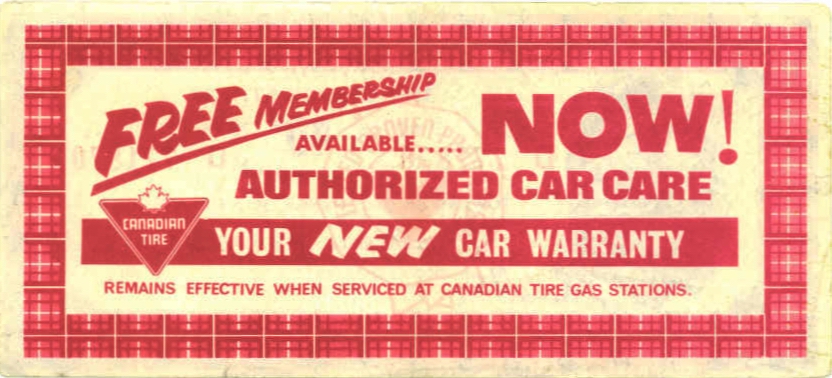 FREE MEMBERSHIP
AVAILABLE..... NOW!
AUTHORIZED CAR CARE
CANADIAN
TIRE
YOUR NEW CAR WARRANTY
REMAINS EFFECTIVE WHEN SERVICED AT CANADIAN TIRE GAS STATIONS.